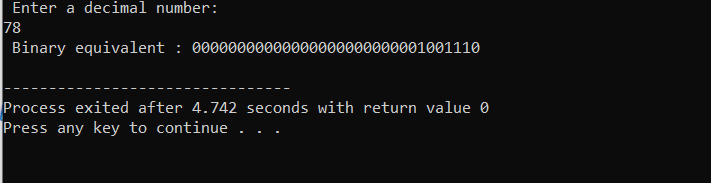 Enter a decimal number:
78
Binary equivalent : 00000000000000000000000001001110
--------------------------------
Process exited after 4.742 seconds with return value 0
Press any key to continue . . .